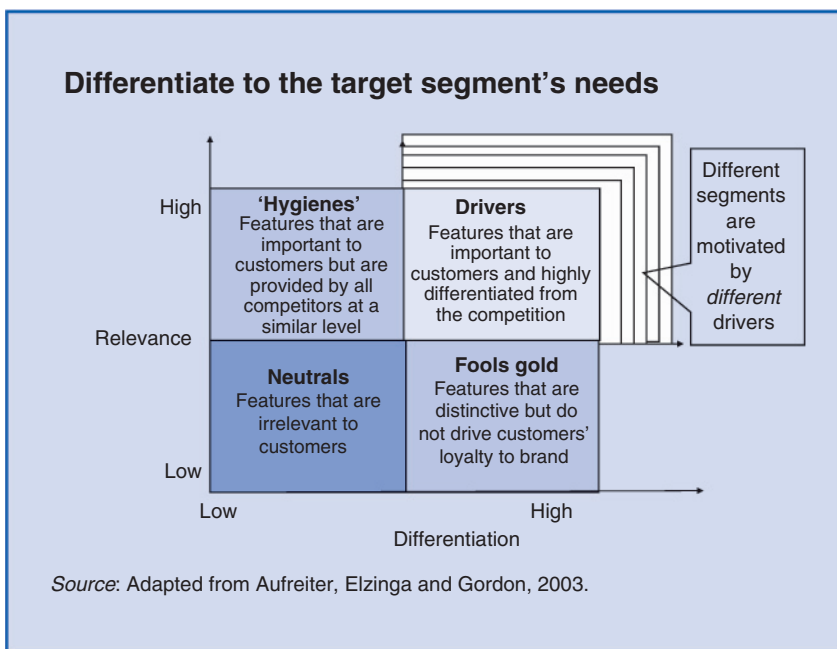 Differentiate to the target segment's needs
High
'Hygienes'
Features that are
important to
customers but are
provided by all
competitors at a
similar level
Drivers
Features that are
important to
customers and highly
differentiated from
the competition
Different
segments
are
motivated
by
different
drivers
Relevance
Neutrals
Features that are
irrelevant to
customers
Fools gold
Features that are
distinctive but do
not drive customers'
loyalty to brand
Low
Low
High
Differentiation
Source: Adapted from Aufreiter, Elzinga and Gordon, 2003.